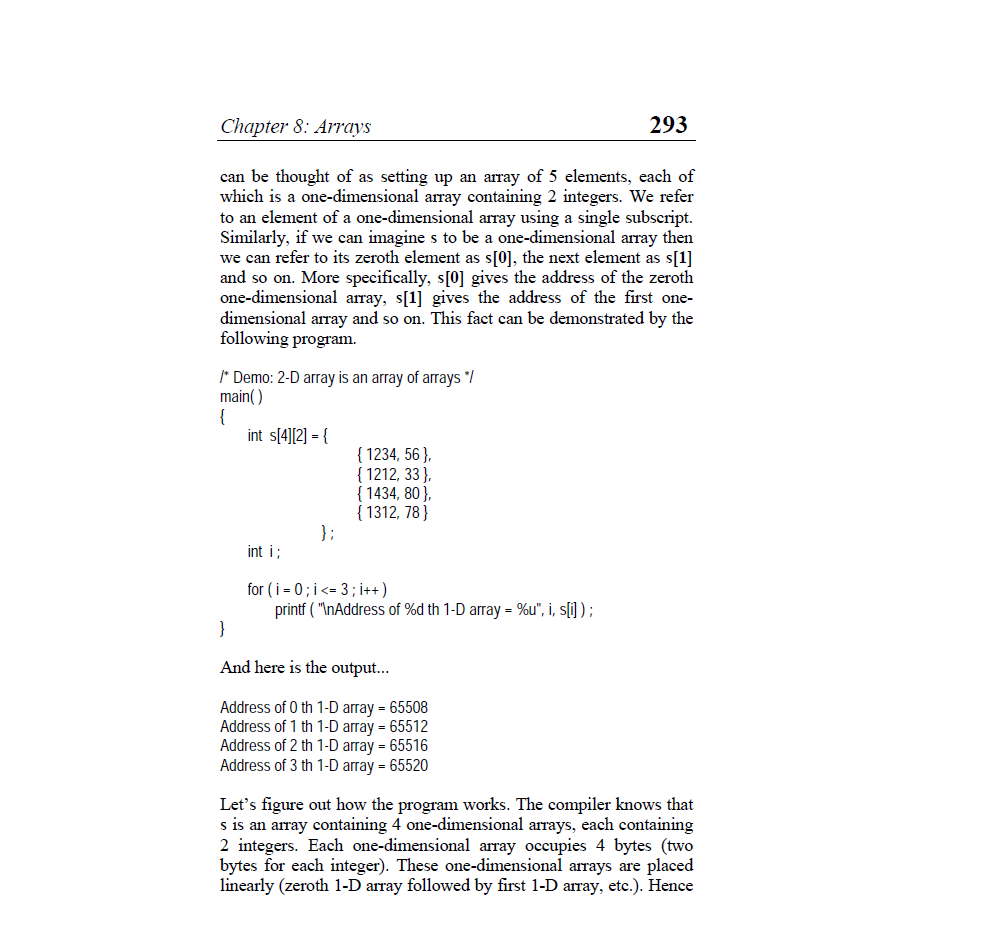 Chapter 8: Arrays 293
can be thought of as setting up an array of 5 elements, each of
which is a one-dimensional array containing 2 integers. We refer
to an element of a one-dimensional array using a single subscript.
Similarly, if we can imagine s to be a one-dimensional array then
we can refer to its zeroth element as s[0], the next element as s[1]
and so on. More specifically, s[0] gives the address of the zeroth
one-dimensional array, s[1] gives the address of the first one-
dimensional array and so on. This fact can be demonstrated by the
following program.
/* Demo: 2-D array is an array of arrays */
main( )
{
int s[4][2] = {
{ 1234, 56 },
{ 1212, 33 },
{ 1434, 80 },
{ 1312, 78 }
} ;
int i ;
for ( i = 0 ; i <= 3 ; i++ )
printf ( "\nAddress of %d th 1-D array = %u", i, s[i] ) ;
}
And here is the output...
Address of 0 th 1-D array = 65508
Address of 1 th 1-D array = 65512
Address of 2 th 1-D array = 65516
Address of 3 th 1-D array = 65520
Let’s figure out how the program works. The compiler knows that
s is an array containing 4 one-dimensional arrays, each containing
2 integers. Each one-dimensional array occupies 4 bytes (two
bytes for each integer). These one-dimensional arrays are placed
linearly (zeroth 1-D array followed by first 1-D array, etc.). Hence